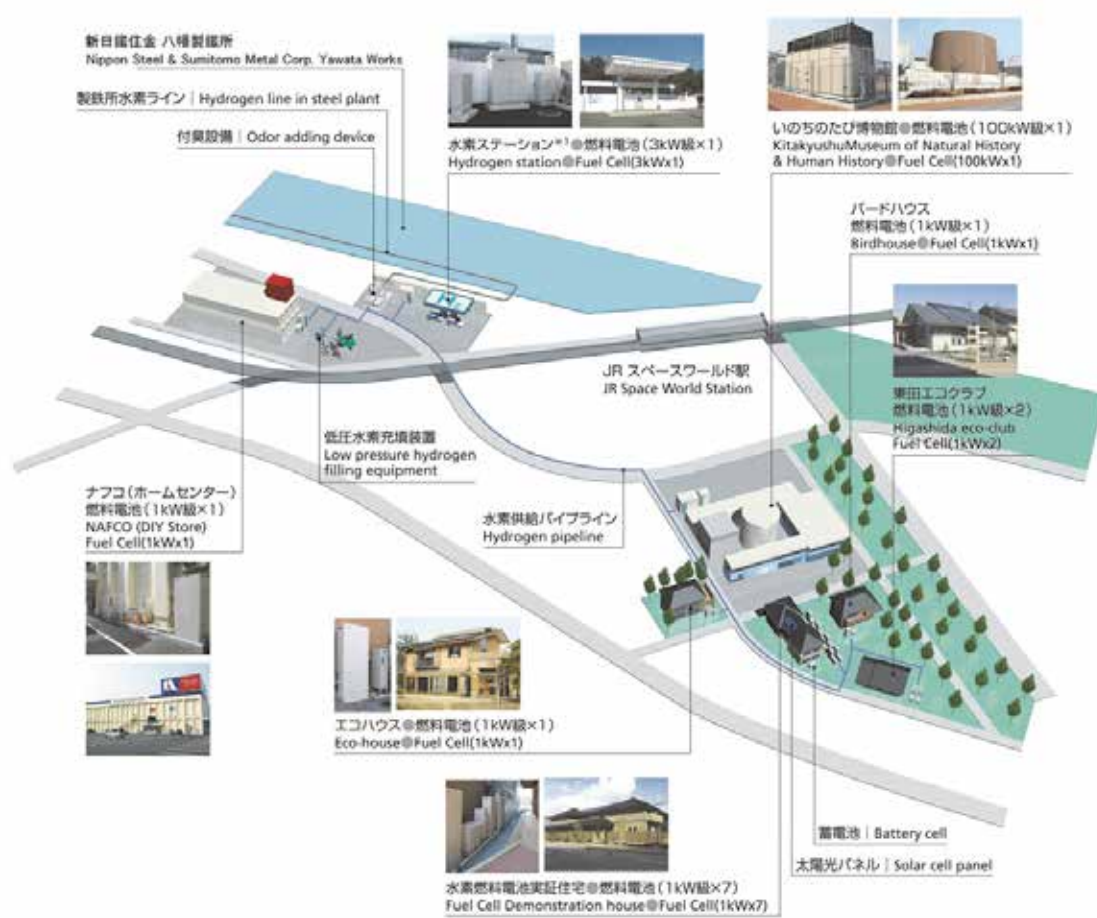 新日鐵住金 八幡製鐵所
Nippon Steel & Sumitomo Metal Corp. Yawata Works
製鉄所水素ライン | Hydrogen line in steel plant
付臭設備 | Odor adding device
水素ステーション*1@燃料電池(3kW級×1)
Hydrogen station@Fuel Cell(3kWx1)
いのちのたび博物館@燃料電池(100kW級×1)
KitakyushuMuseum of Natural History
& Human History@Fuel Cell(100kWx1)
バードハウス
燃料電池(1kW級×1)
Birdhouse@Fuel Cell(1kWx1)
東田エコクラブ
燃料電池(1kW級×2)
Higashida eco-club
Fuel Cell(1kWx2)
JR スペースワールド駅
JR Space World Station
低圧水素充填装置
Low pressure hydrogen
filling equipment
ナフコ(ホームセンター)
燃料電池(1kW級×1)
NAFCO (DIY Store)
Fuel Cell(1kWx1)
水素供給パイプライン
Hydrogen pipeline
エコハウス@燃料電池(1kW級×1)
Eco-house@Fuel Cell(1kWx1)
水素燃料電池実証住宅@燃料電池(1kW級×7)
Fuel Cell Demonstration house@Fuel Cell(1kWx7)
蓄電池 | Battery cell
太陽光パネル | Solar cell panel